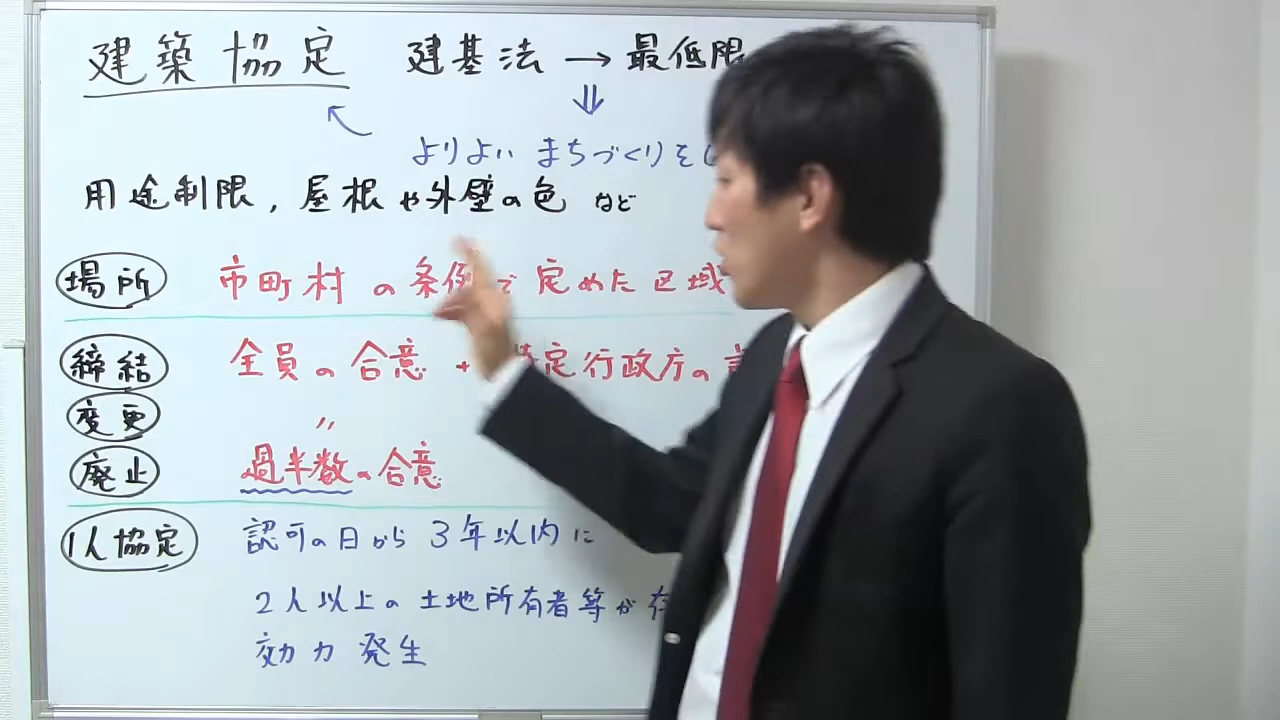 建築協定 建基法→最低限
よりよい まちづくりを
用途制限，屋根や外壁の色 など
場所 市町村の条例で定めた区域
締結 全員の合意 + 特定行政庁の
変更 〃
廃止 過半数の合意
1人協定 認可の日から 3年以内に
2人以上の土地所有者等が存
効力発生